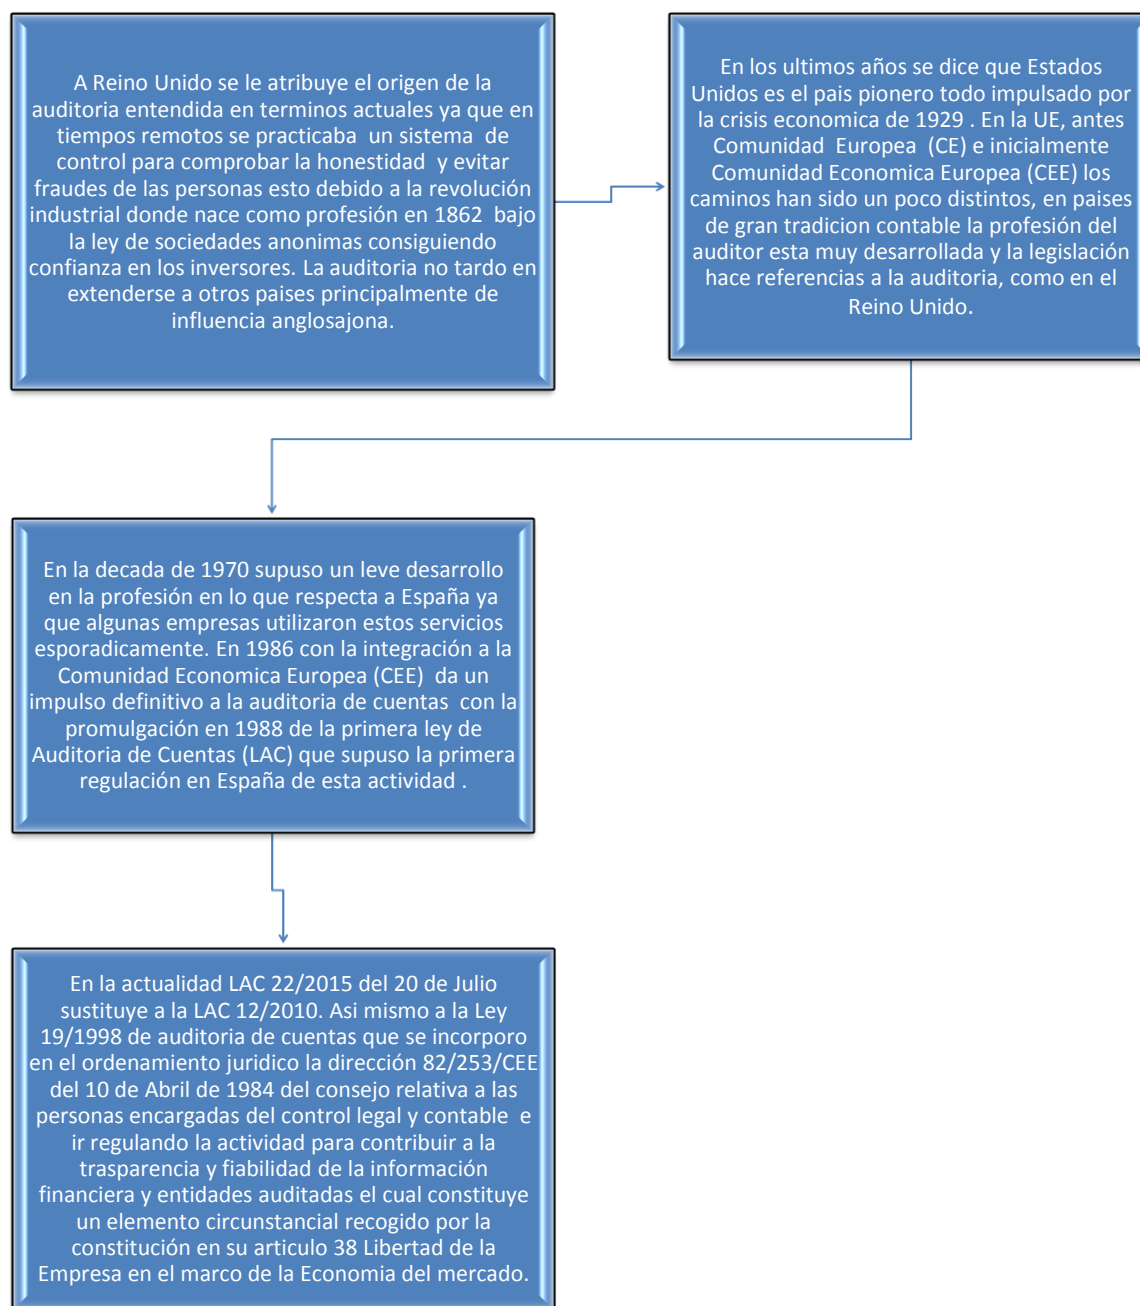 A Reino Unido se le atribuye el origen de la
auditoria entendida en terminos actuales ya que en
tiempos remotos se practicaba un sistema de
control para comprobar la honestidad y evitar
fraudes de las personas esto debido a la revolución
industrial donde nace como profesión en 1862 bajo
la ley de sociedades anonimas consiguiendo
confianza en los inversores. La auditoria no tardo en
extenderse a otros paises principalmente de
influencia anglosajona.
En los ultimos años se dice que Estados
Unidos es el pais pionero todo impulsado por
la crisis economica de 1929 . En la UE, antes
Comunidad Europea (CE) e inicialmente
Comunidad Economica Europea (CEE) los
caminos han sido un poco distintos, en paises
de gran tradicion contable la profesión del
auditor esta muy desarrollada y la legislación
hace referencias a la auditoria, como en el
Reino Unido.
En la decada de 1970 supuso un leve desarrollo
en la profesión en lo que respecta a España ya
que algunas empresas utilizaron estos servicios
esporadicamente. En 1986 con la integración a la
Comunidad Economica Europea (CEE) da un
impulso definitivo a la auditoria de cuentas con la
promulgación en 1988 de la primera ley de
Auditoria de Cuentas (LAC) que supuso la primera
regulación en España de esta actividad .
En la actualidad LAC 22/2015 del 20 de Julio
sustituye a la LAC 12/2010. Asi mismo a la Ley
19/1998 de auditoria de cuentas que se incorporo
en el ordenamiento juridico la dirección 82/253/CEE
del 10 de Abril de 1984 del consejo relativa a las
personas encargadas del control legal y contable e
ir regulando la actividad para contribuir a la
trasparencia y fiabilidad de la información
financiera y entidades auditadas el cual constituye
un elemento circunstancial recogido por la
constitución en su articulo 38 Libertad de la
Empresa en el marco de la Economia del mercado.